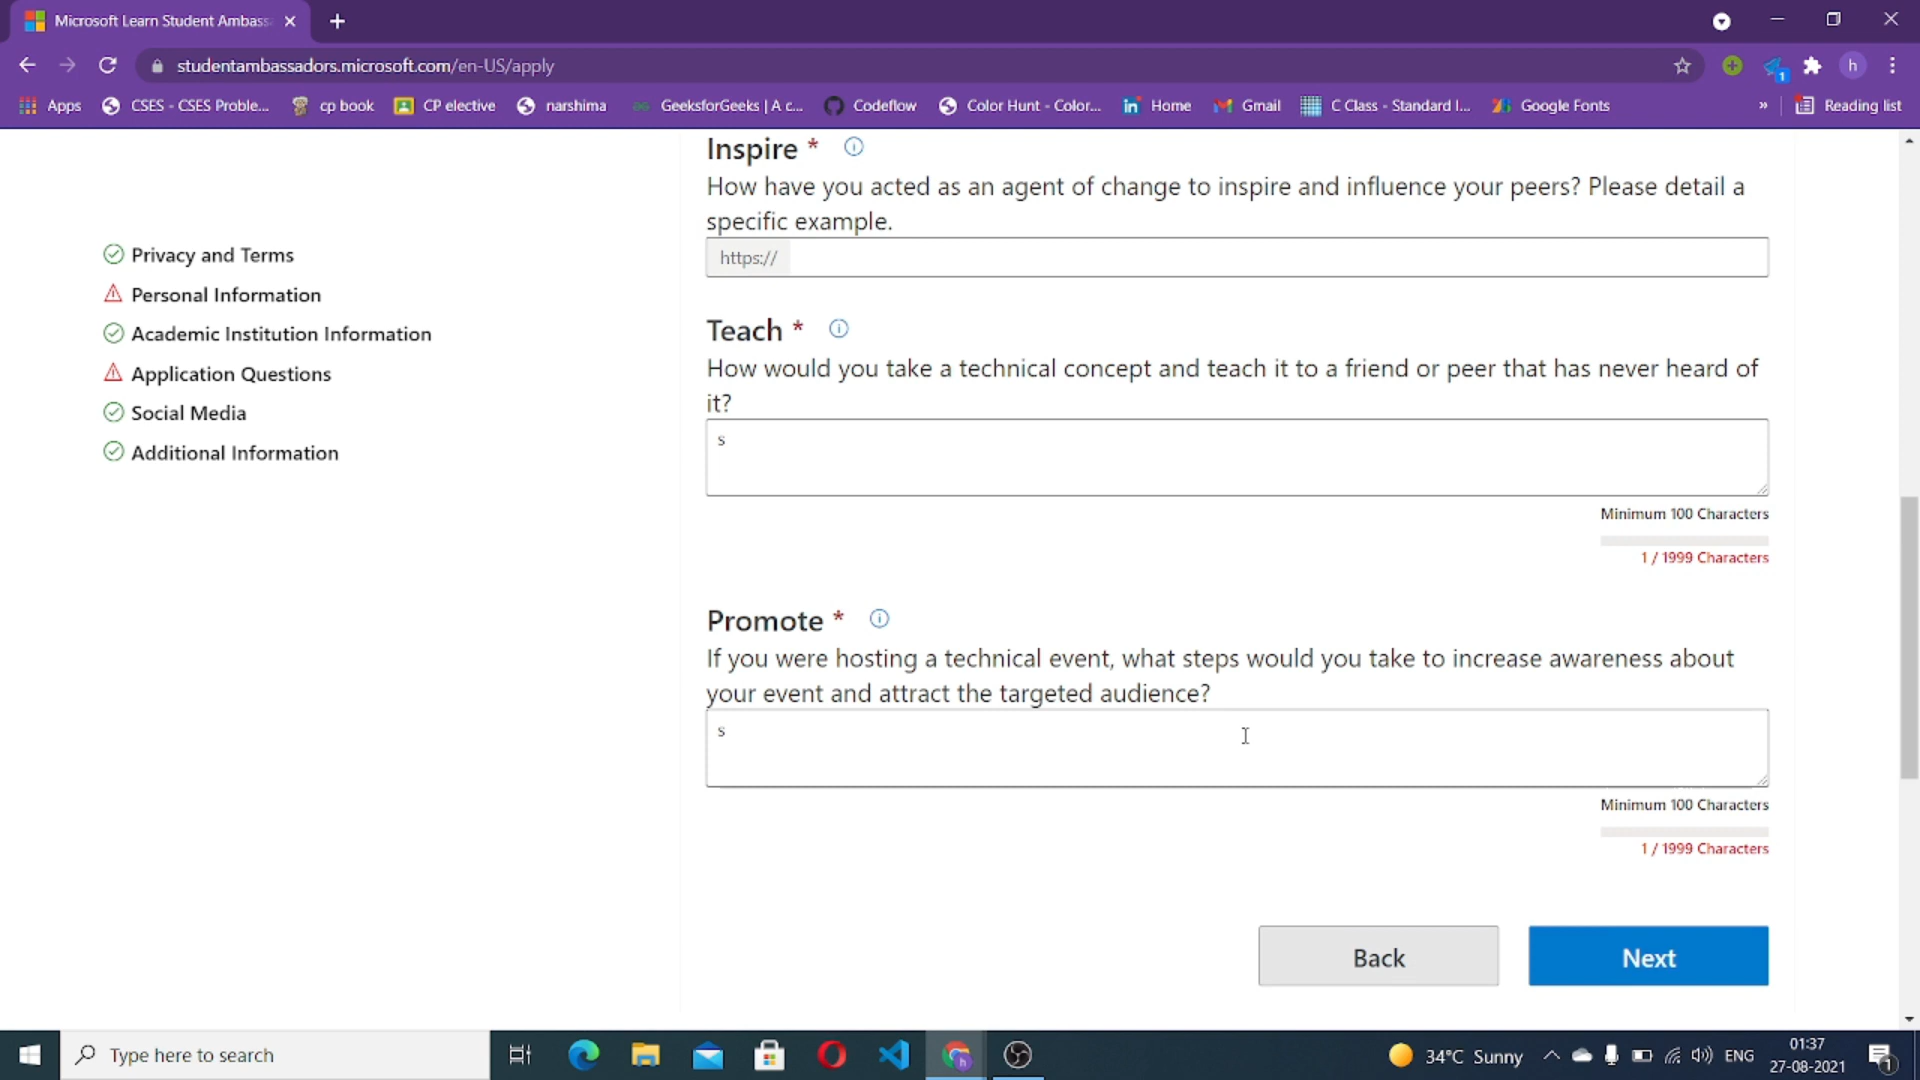 Microsoft Learn Student Ambass
studentambassadors.microsoft.com/en-US/apply
h
1
Apps
CSES - CSES Proble...
cp book
CP elective
narshima
GeeksforGeeks | A c...
Codeflow
Color Hunt - Color...
Home
Gmail
C Class - Standard I...
Google Fonts
»
Reading list
Privacy and Terms
Personal Information
Academic Institution Information
Application Questions
Social Media
Additional Information
Inspire *
How have you acted as an agent of change to inspire and influence your peers? Please detail a
specific example.
https://
Teach *
How would you take a technical concept and teach it to a friend or peer that has never heard of
it?
s
Minimum 100 Characters
1 / 1999 Characters
Promote *
If you were hosting a technical event, what steps would you take to increase awareness about
your event and attract the targeted audience?
s
Minimum 100 Characters
1 / 1999 Characters
Back
Next
Type here to search
34°C Sunny
ENG
01:37
27-08-2021
1